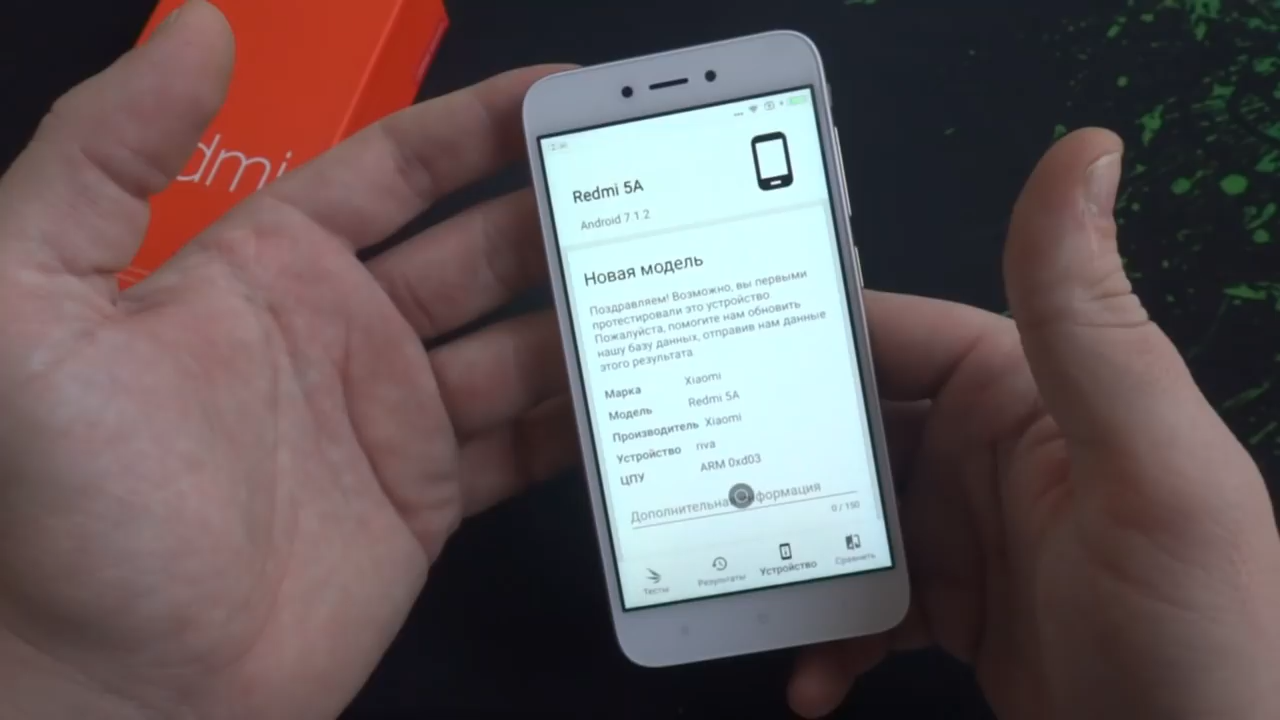 dmi
Redmi 5A
Android 7.1.2
Новая модель
Поздравляем! Возможно, вы первыми
протестировали это устройство
Пожалуйста, помогите нам обновить
нашу базу данных, отправив нам данные
этого результата.
Марка Xiaomi
Модель Redmi 5A
Производитель Xiaomi
Устройство riva
ЦПУ ARM 0xd03
Дополнительна формация
0 / 150
Тесты Результаты Устройство Сравнить